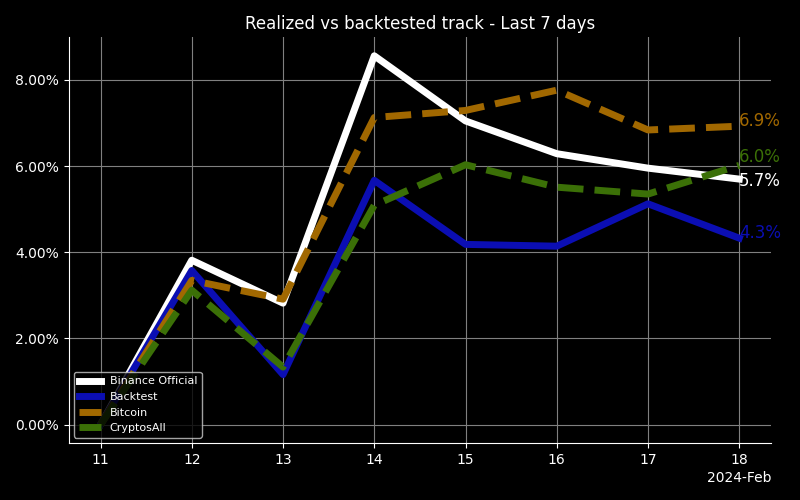 Realized vs backtested track - Last 7 days
8.00%
6.00%
4.00%
2.00%
0.00%
6.9%
6.0%
5.7%
4.3%
Binance Official
Backtest
Bitcoin
CryptosAll
11 12 13 14 15 16 17 18
2024-Feb